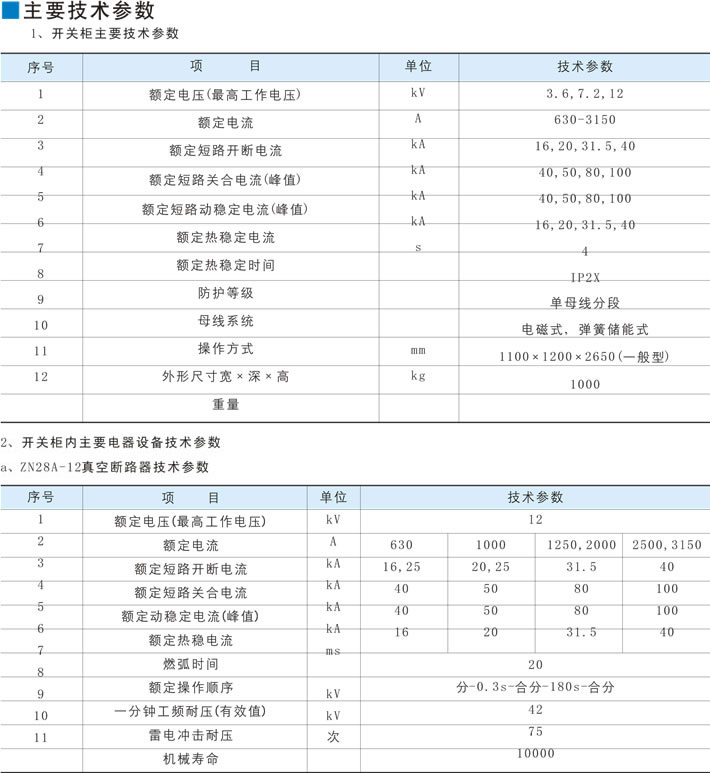 主要技术参数
1、开关柜主要技术参数
序号 项 目 单位 技术参数
1 额定电压(最高工作电压) kV 3.6,7.2,12
2 额定电流 A 630-3150
3 额定短路开断电流 kA 16,20,31.5,40
4 额定短路关合电流(峰值) kA 40,50,80,100
5 额定短路动稳定电流(峰值) kA 40,50,80,100
6 额定热稳定电流 kA 16,20,31.5,40
7 额定热稳定时间 s 4
8 防护等级 IP2X
9 母线系统 单母线分段
10 操作方式 电磁式, 弹簧储能式
11 外形尺寸宽×深×高 mm 1100×1200×2650(一般型)
12 重量 kg 1000
2、开关柜内主要电器设备技术参数
a、ZN28A-12真空断路器技术参数
序号 项 目 单位 技术参数
1 额定电压(最高工作电压) kV 12
2 额定电流 A 630 1000 1250,2000 2500,3150
3 额定短路开断电流 kA 16,25 20,25 31.5 40
4 额定短路关合电流 kA 40 50 80 100
5 额定动稳定电流(峰值) kA 40 50 80 100
6 额定热稳电流 kA 16 20 31.5 40
7 燃弧时间 ms 20
8 额定操作顺序 分-0.3s-合分-180s-合分
9 一分钟工频耐压(有效值) kV 42
10 雷电冲击耐压 kV 75
11 机械寿命 次 10000